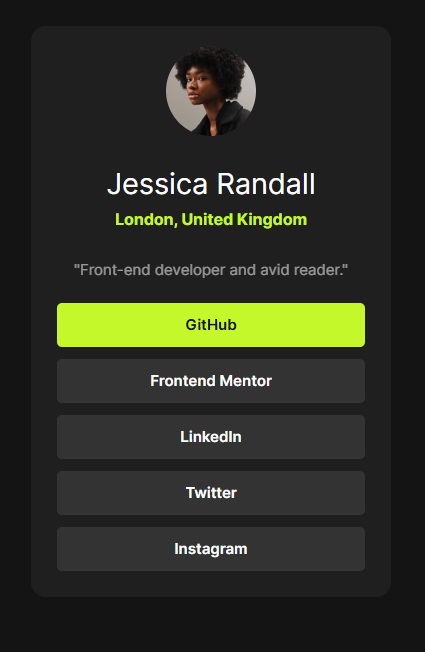 Jessica Randall
London, United Kingdom
"Front-end developer and avid reader."
GitHub
Frontend Mentor
LinkedIn
Twitter
Instagram